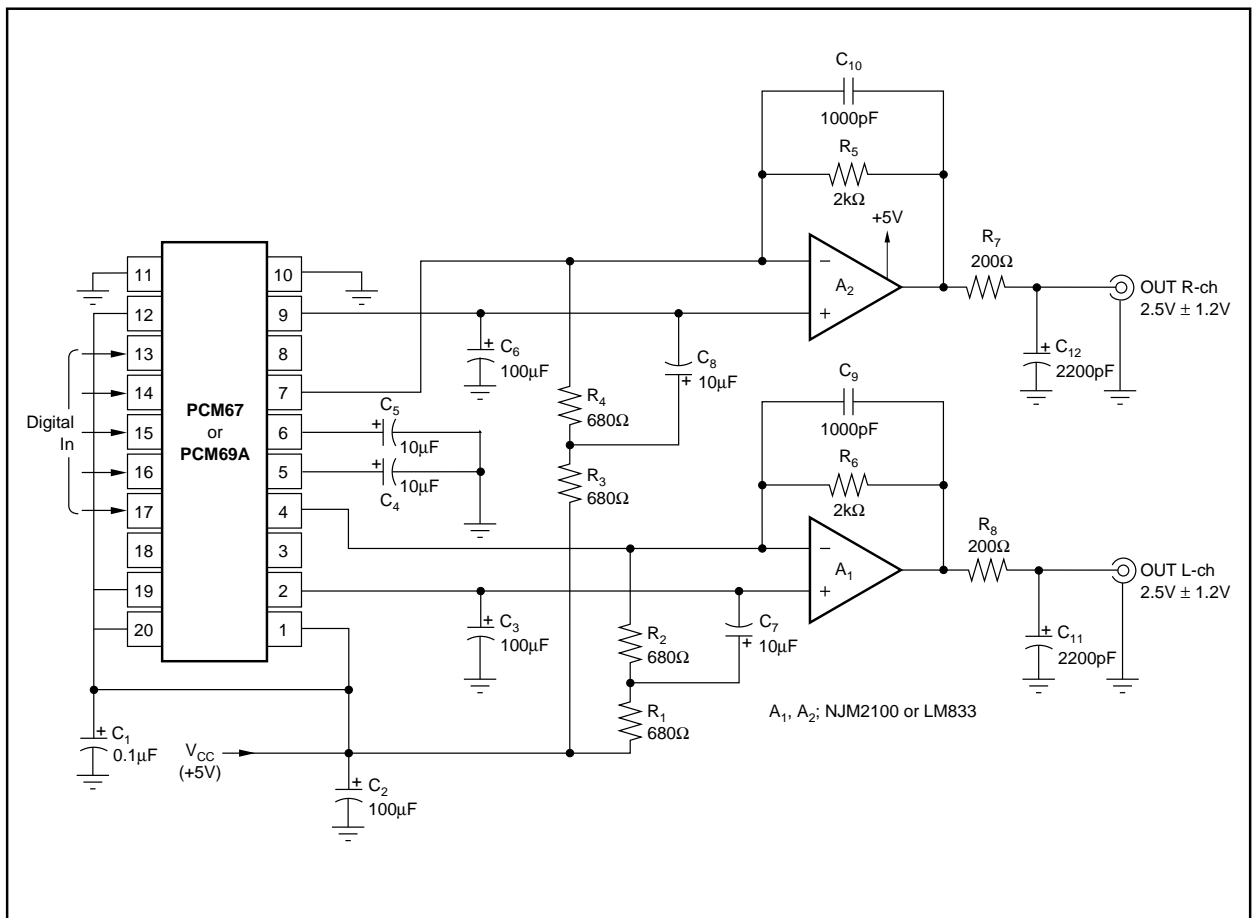 C10
1000pF
R5
2kΩ
+5V
A2
−
+
R7
200Ω
OUT R-ch
2.5V ± 1.2V
+
C12
2200pF
11
12
13
14
15
16
17
18
19
20
10
9
8
7
6
5
4
3
2
1
PCM67
or
PCM69A
Digital
In
+
C6
100µF
C8
+
10µF
R4
680Ω
R3
680Ω
C5
+
10µF
+
10µF
C4
C9
1000pF
R6
2kΩ
A1
−
+
R8
200Ω
OUT L-ch
2.5V ± 1.2V
+
C11
2200pF
+
C3
100µF
C7
+
10µF
R2
680Ω
R1
680Ω
A1, A2; NJM2100 or LM833
+
C1
0.1µF
VCC
(+5V)
+
C2
100µF